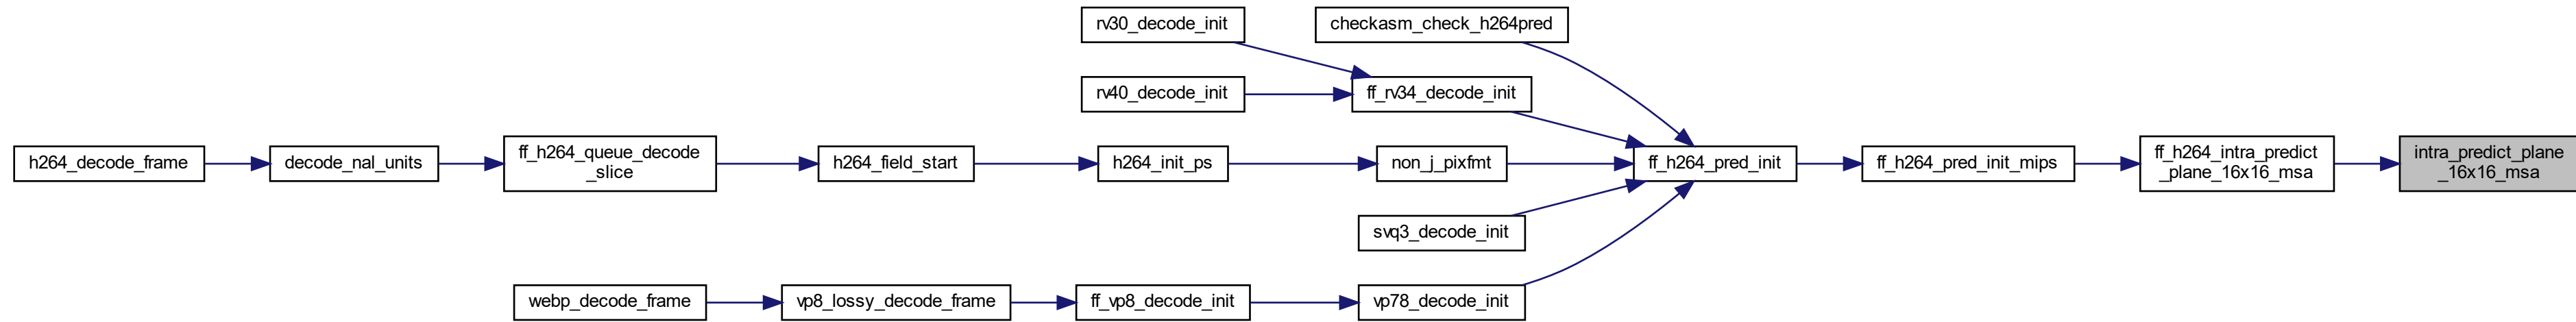 rv30_decode_init
checkasm_check_h264pred
rv40_decode_init
ff_rv34_decode_init
h264_decode_frame
decode_nal_units
ff_h264_queue_decode
_slice
h264_field_start
h264_init_ps
non_j_pixfmt
ff_h264_pred_init
ff_h264_pred_init_mips
ff_h264_intra_predict
_plane_16x16_msa
intra_predict_plane
_16x16_msa
svq3_decode_init
webp_decode_frame
vp8_lossy_decode_frame
ff_vp8_decode_init
vp78_decode_init